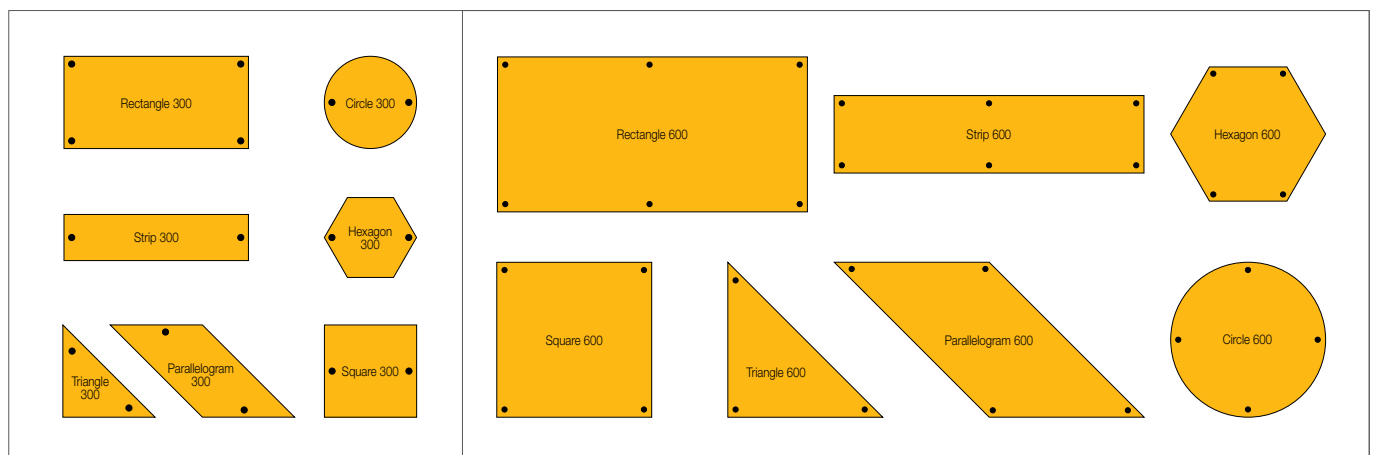 Rectangle 300
Circle 300
Strip 300
Hexagon
300
Triangle
300
Parallelogram
300
Square 300
Rectangle 600
Strip 600
Hexagon 600
Square 600
Triangle 600
Parallelogram 600
Circle 600